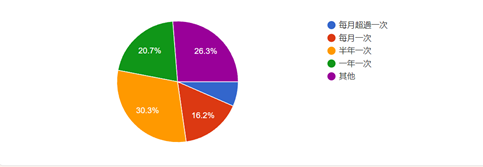 20.7%
26.3%
30.3%
16.2%
每月超過一次
每月一次
半年一次
一年一次
其他